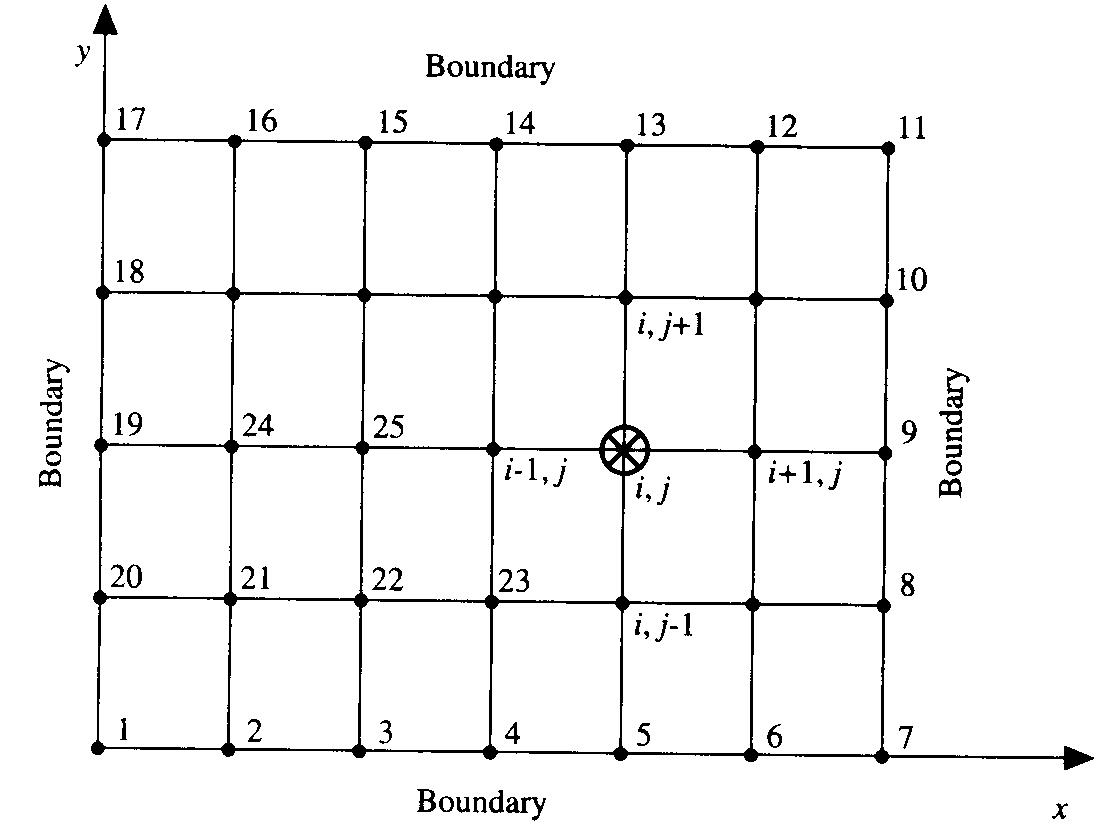 y
Boundary
17 16 15 14 13 12 11
18 10
i, j+1
Boundary
Boundary
19 24 25 9
i-1, j i, j i+1, j
20 21 22 23 8
i, j-1
1 2 3 4 5 6 7
Boundary
x